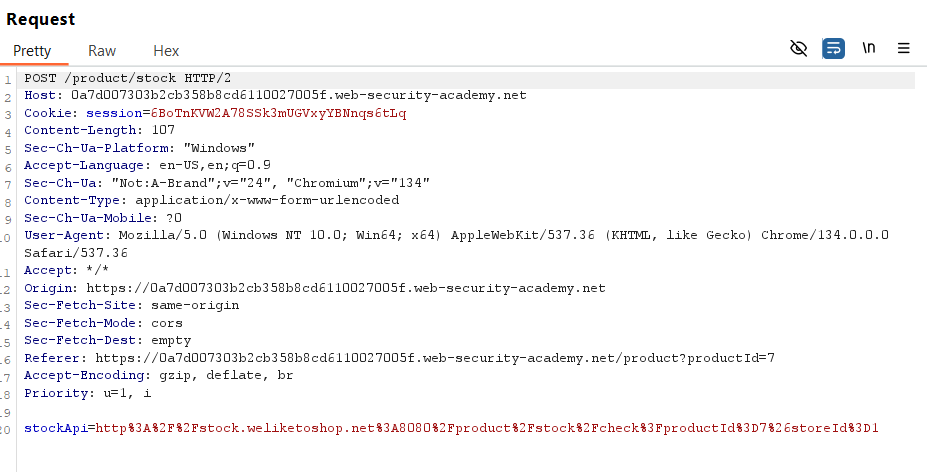 Request
Pretty Raw Hex
\n
1 POST /product/stock HTTP/2
2 Host: 0a7d007303b2cb358b8cd6110027005f.web-security-academy.net
3 Cookie: session=6BoTnKVW2A78SSk3mUGVxyYBNnqs6tLq
4 Content-Length: 107
5 Sec-Ch-Ua-Platform: "Windows"
6 Accept-Language: en-US,en;q=0.9
7 Sec-Ch-Ua: "Not:A-Brand";v="24", "Chromium";v="134"
8 Content-Type: application/x-www-form-urlencoded
9 Sec-Ch-Ua-Mobile: ?0
10 User-Agent: Mozilla/5.0 (Windows NT 10.0; Win64; x64) AppleWebKit/537.36 (KHTML, like Gecko) Chrome/134.0.0.0
Safari/537.36
11 Accept: */*
12 Origin: https://0a7d007303b2cb358b8cd6110027005f.web-security-academy.net
13 Sec-Fetch-Site: same-origin
14 Sec-Fetch-Mode: cors
15 Sec-Fetch-Dest: empty
16 Referer: https://0a7d007303b2cb358b8cd6110027005f.web-security-academy.net/product?productId=7
17 Accept-Encoding: gzip, deflate, br
18 Priority: u=1, i
19
20 stockApi=http%3A%2F%2Fstock.weliketoshop.net%3A8080%2Fproduct%2Fstock%2Fcheck%3FproductId%3D7%26storeId%3D1